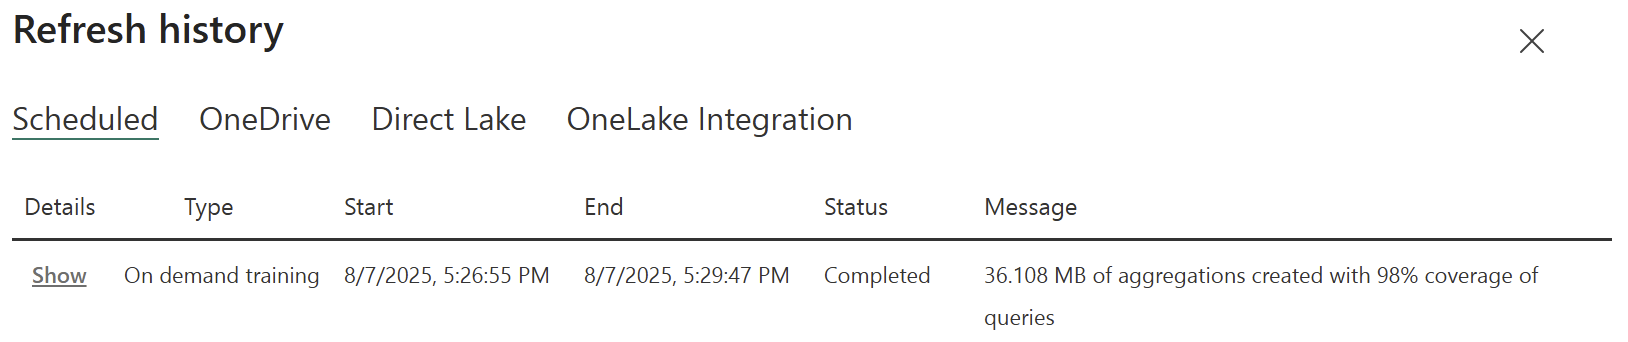 Refresh history
Scheduled OneDrive Direct Lake OneLake Integration
Details Type Start End Status Message
Show On demand training 8/7/2025, 5:26:55 PM 8/7/2025, 5:29:47 PM Completed 36.108 MB of aggregations created with 98% coverage of
queries